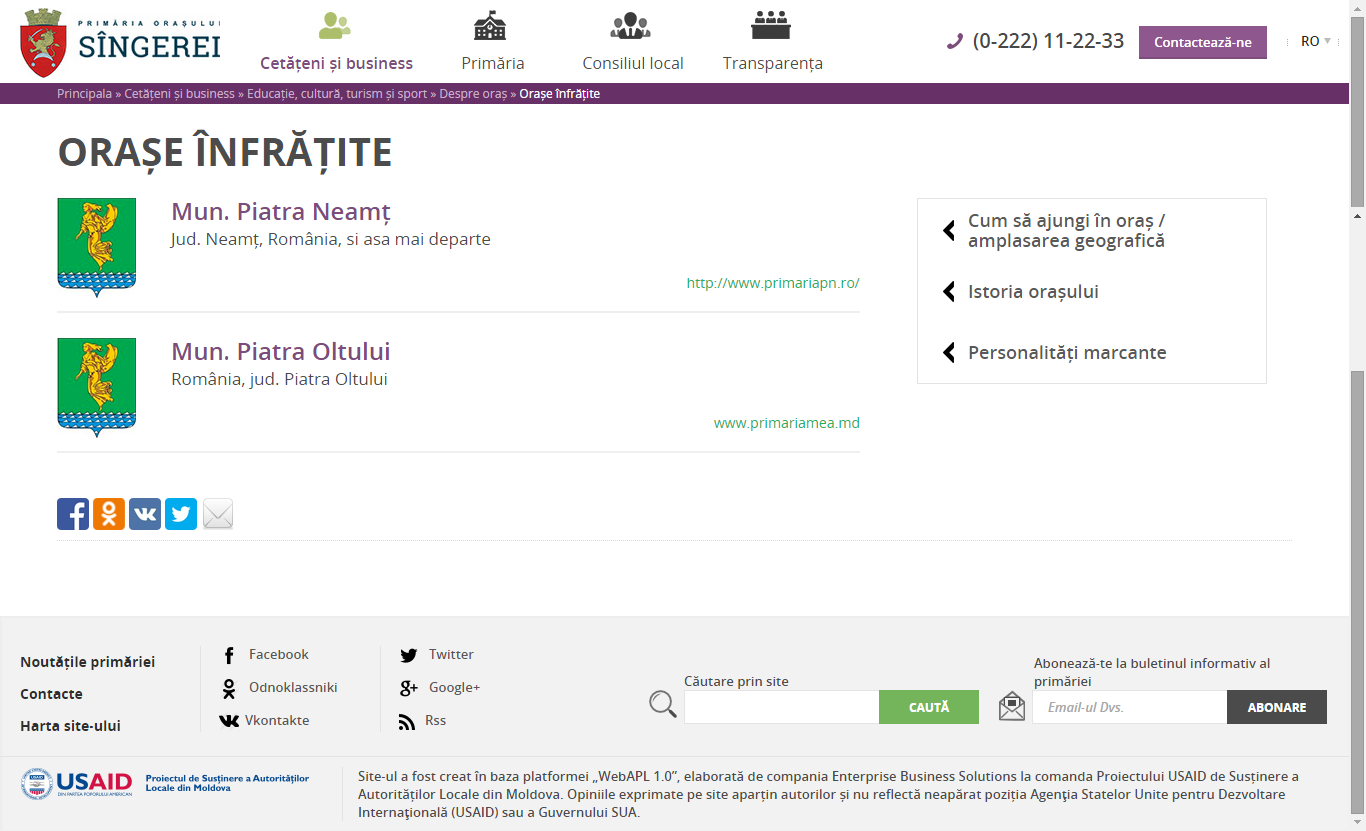 PRIMĂRIA ORAȘULUI
SÎNGEREI
Cetățeni și business
Primăria
Consiliul local
Transparența
(0-222) 11-22-33
Contactează-ne
RO
Principala » Cetățeni și business » Educație, cultură, turism și sport » Despre oraș » Orașe înfrățite
ORAȘE ÎNFRĂȚITE
Mun. Piatra Neamț
Jud. Neamț, România, si asa mai departe
http://www.primariapn.ro/
Mun. Piatra Oltului
România, jud. Piatra Oltului
www.primariamea.md
Cum să ajungi în oraș /
amplasarea geografică
Istoria orașului
Personalități marcante
Noutățile primăriei
Contacte
Harta site-ului
Facebook
Odnoklassniki
Vkontakte
Twitter
Google+
Rss
Căutare prin site
CAUTĂ
Abonează-te la buletinul informativ al
primăriei
Email-ul Dvs.
ABONARE
USAID
DIN PARTEA POPORULUI AMERICAN
Proiectul de Susținere a Autorităților
Locale din Moldova
Site-ul a fost creat în baza platformei „WebAPL 1.0”, elaborată de compania Enterprise Business Solutions la comanda Proiectului USAID de Susținere a
Autorităților Locale din Moldova. Opiniile exprimate pe site aparțin autorilor și nu reflectă neapărat poziția Agenţia Statelor Unite pentru Dezvoltare
Internaţională (USAID) sau a Guvernului SUA.